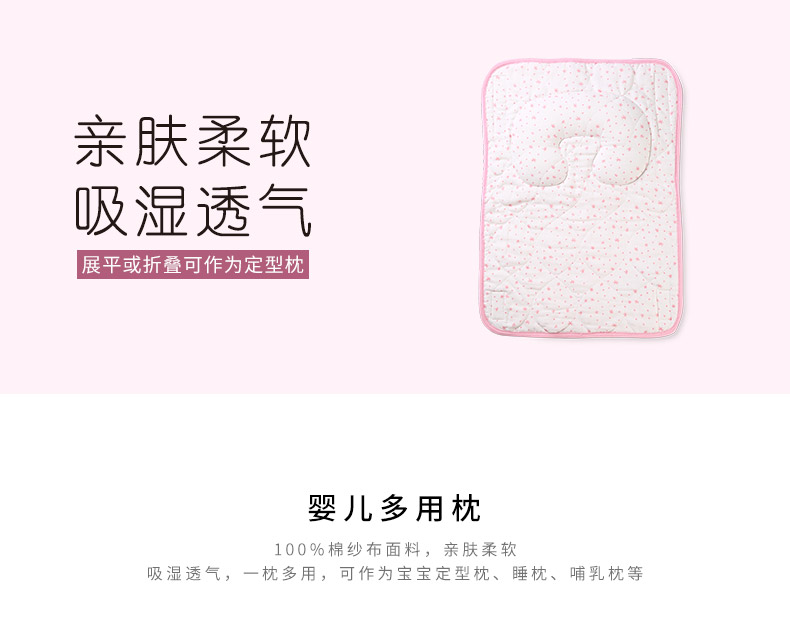 亲肤柔软
吸湿透气
展平或折叠可作为定型枕
婴儿多用枕
100%棉纱布面料，亲肤柔软
吸湿透气，一枕多用，可作为宝宝定型枕、睡枕、哺乳枕等